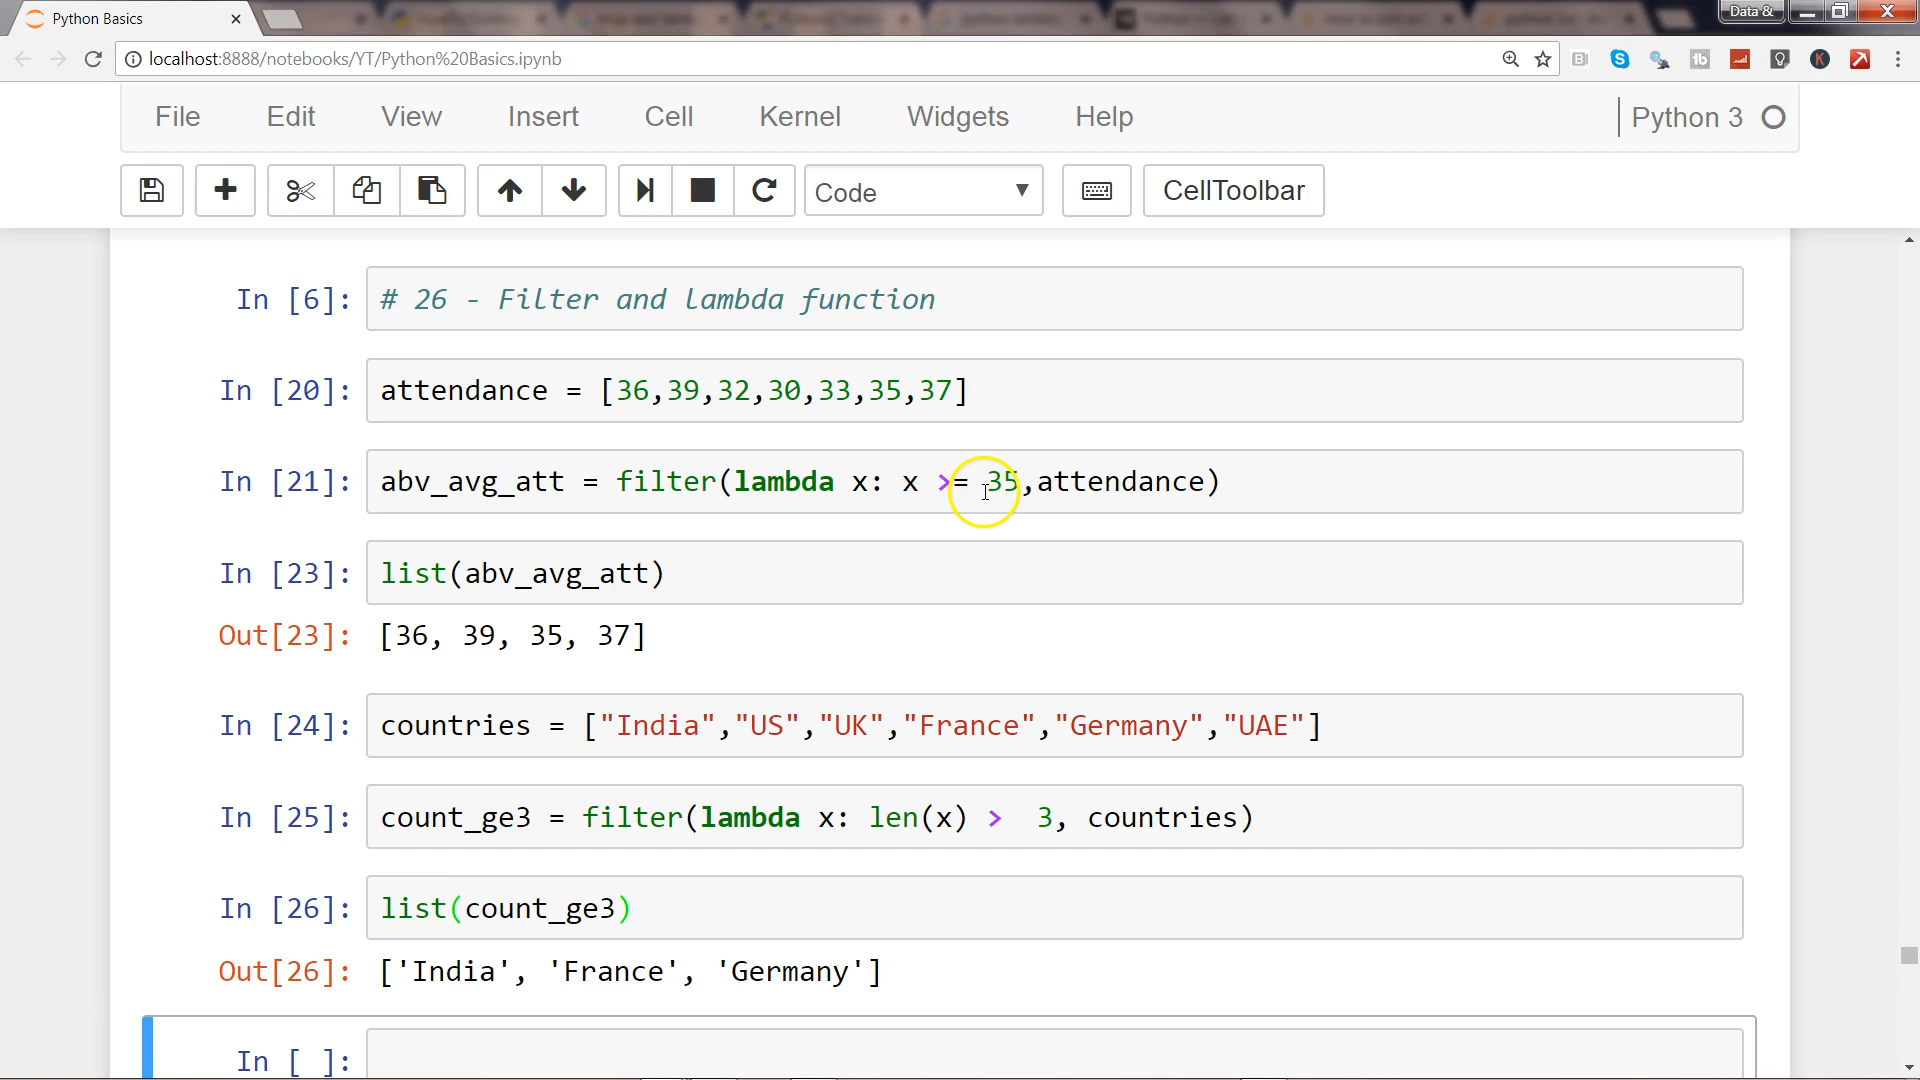 Python Basics
Data &
localhost:8888/notebooks/YT/Python%20Basics.ipynb
File Edit View Insert Cell Kernel Widgets Help Python 3
Code CellToolbar
In [6]: # 26 - Filter and lambda function
In [20]: attendance = [36,39,32,30,33,35,37]
In [21]: abv_avg_att = filter(lambda x: x >= 35,attendance)
In [23]: list(abv_avg_att)
Out[23]: [36, 39, 35, 37]
In [24]: countries = ["India","US","UK","France","Germany","UAE"]
In [25]: count_ge3 = filter(lambda x: len(x) >  3, countries)
In [26]: list(count_ge3)
Out[26]: ['India', 'France', 'Germany']
In [ ]: